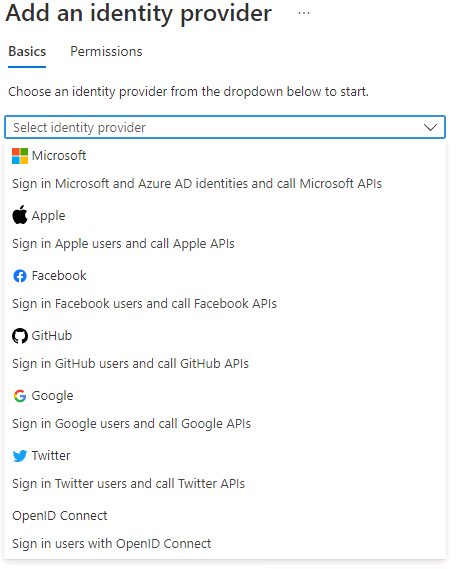 Add an identity provider ...
Basics Permissions
Choose an identity provider from the dropdown below to start.
Select identity provider
Microsoft
Sign in Microsoft and Azure AD identities and call Microsoft APIs
Apple
Sign in Apple users and call Apple APIs
Facebook
Sign in Facebook users and call Facebook APIs
GitHub
Sign in GitHub users and call GitHub APIs
Google
Sign in Google users and call Google APIs
Twitter
Sign in Twitter users and call Twitter APIs
OpenID Connect
Sign in users with OpenID Connect